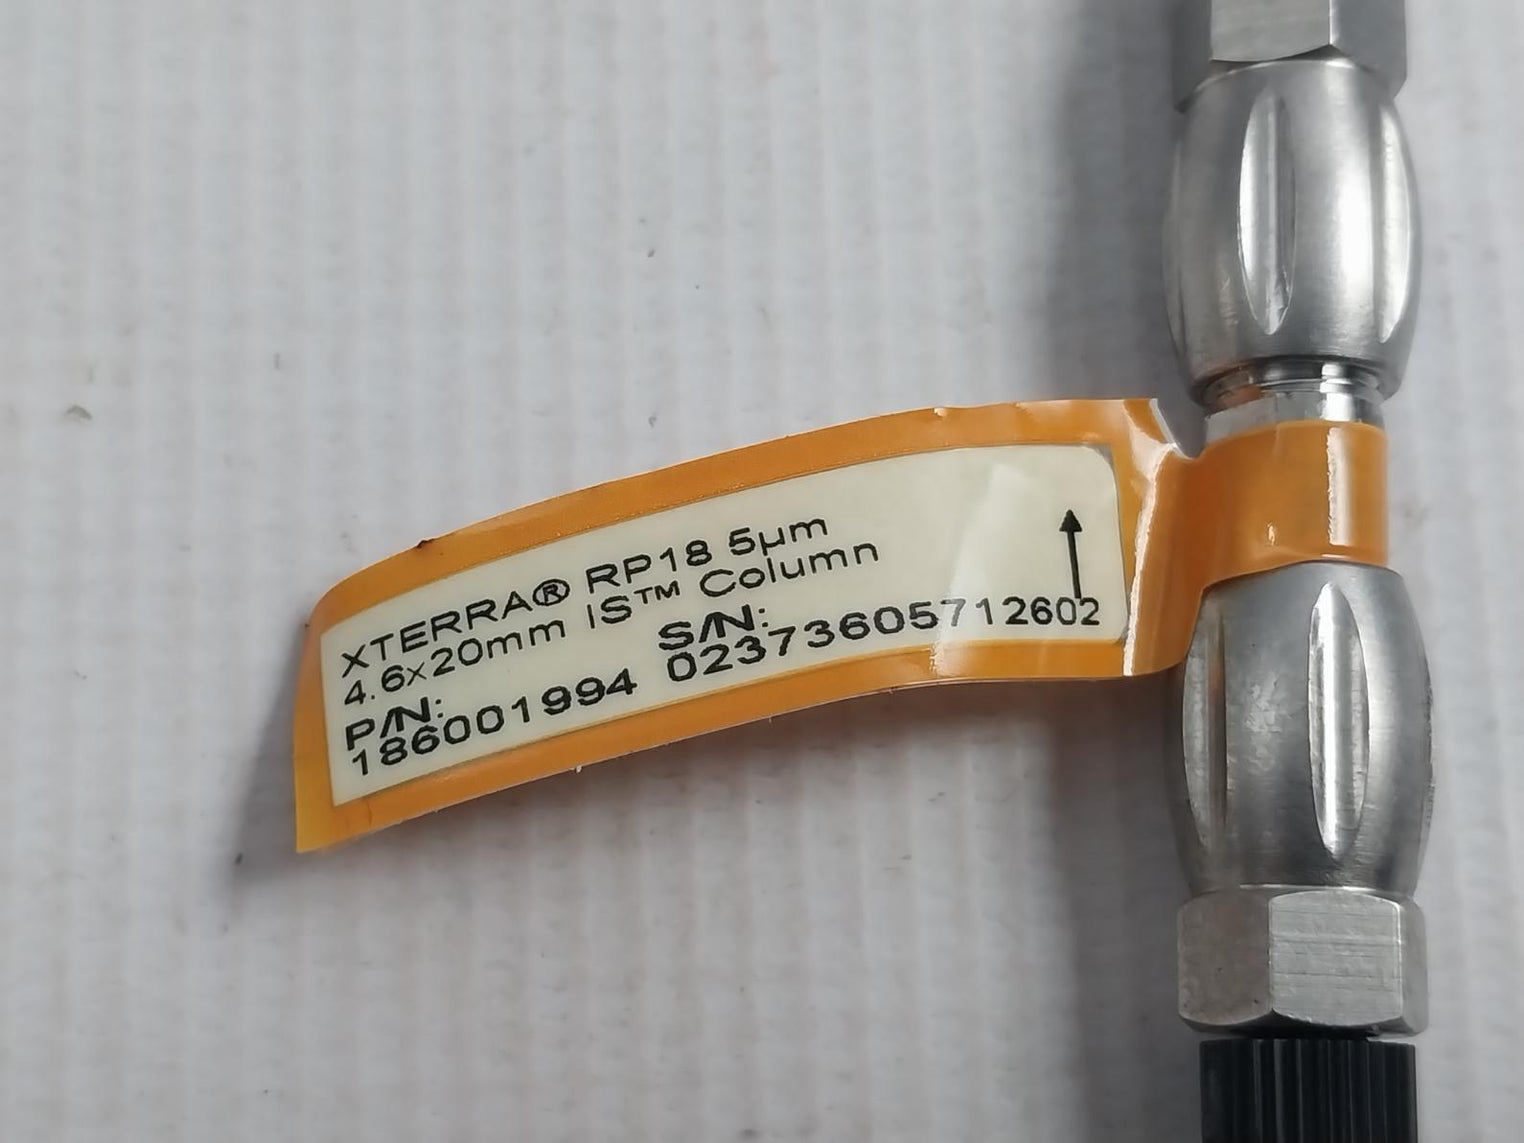 XTERRA® RP18 5µm
4.6x20mm IS™ Column
P/N: S/N:
186001994 02373605712602